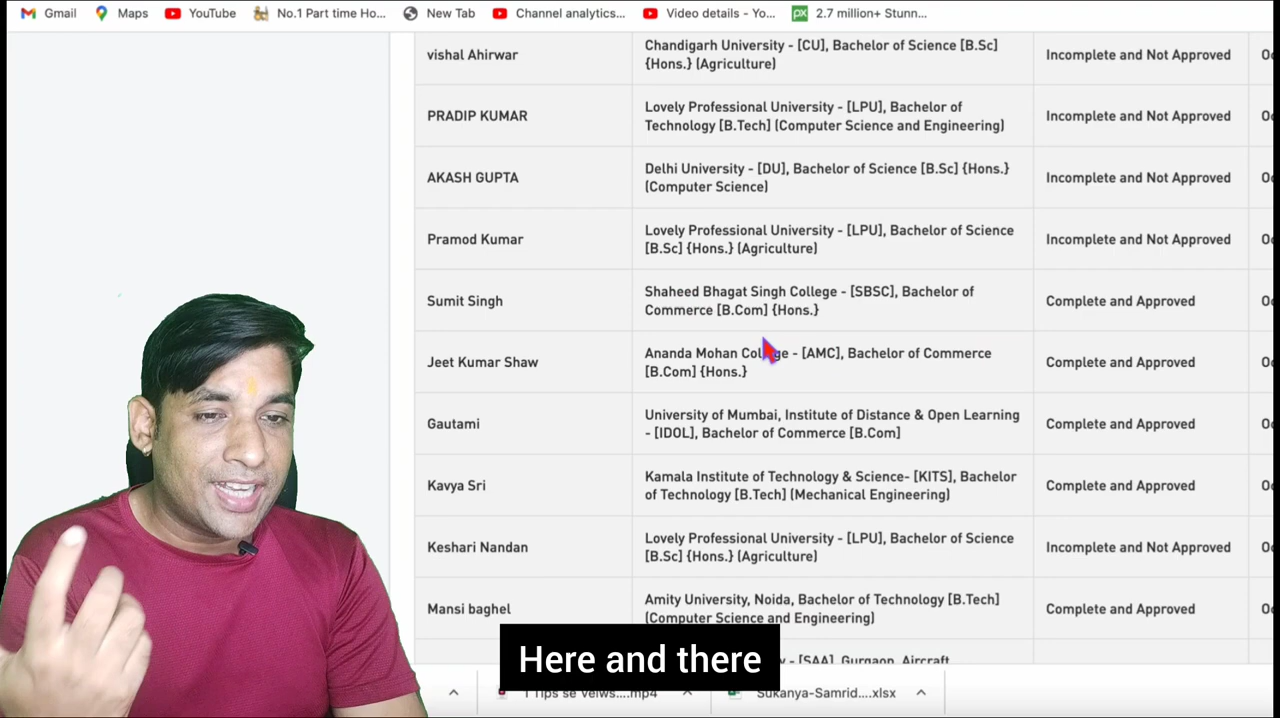 Gmail Maps YouTube No.1 Part time Ho... New Tab Channel analytics... Video details - Yo... px 2.7 million+ Stunn...
vishal Ahirwar
Chandigarh University - [CU], Bachelor of Science [B.Sc]
{Hons.} (Agriculture)
Incomplete and Not Approved
PRADIP KUMAR
Lovely Professional University - [LPU], Bachelor of
Technology [B.Tech] (Computer Science and Engineering)
Incomplete and Not Approved
AKASH GUPTA
Delhi University - [DU], Bachelor of Science [B.Sc] {Hons.}
(Computer Science)
Incomplete and Not Approved
Pramod Kumar
Lovely Professional University - [LPU], Bachelor of Science
[B.Sc] {Hons.} (Agriculture)
Incomplete and Not Approved
Sumit Singh
Shaheed Bhagat Singh College - [SBSC], Bachelor of
Commerce [B.Com] {Hons.}
Complete and Approved
Jeet Kumar Shaw
Ananda Mohan College - [AMC], Bachelor of Commerce
[B.Com] {Hons.}
Complete and Approved
Gautami
University of Mumbai, Institute of Distance & Open Learning
- [IDOL], Bachelor of Commerce [B.Com]
Complete and Approved
Kavya Sri
Kamala Institute of Technology & Science- [KITS], Bachelor
of Technology [B.Tech] (Mechanical Engineering)
Complete and Approved
Keshari Nandan
Lovely Professional University - [LPU], Bachelor of Science
[B.Sc] {Hons.} (Agriculture)
Incomplete and Not Approved
Mansi baghel
Amity University, Noida, Bachelor of Technology [B.Tech]
(Computer Science and Engineering)
Complete and Approved
- [SAA], Gurgaon, Aircraft
Here and there
1 Tips se Veiws....mp4 Sukanya-Samrid....xlsx